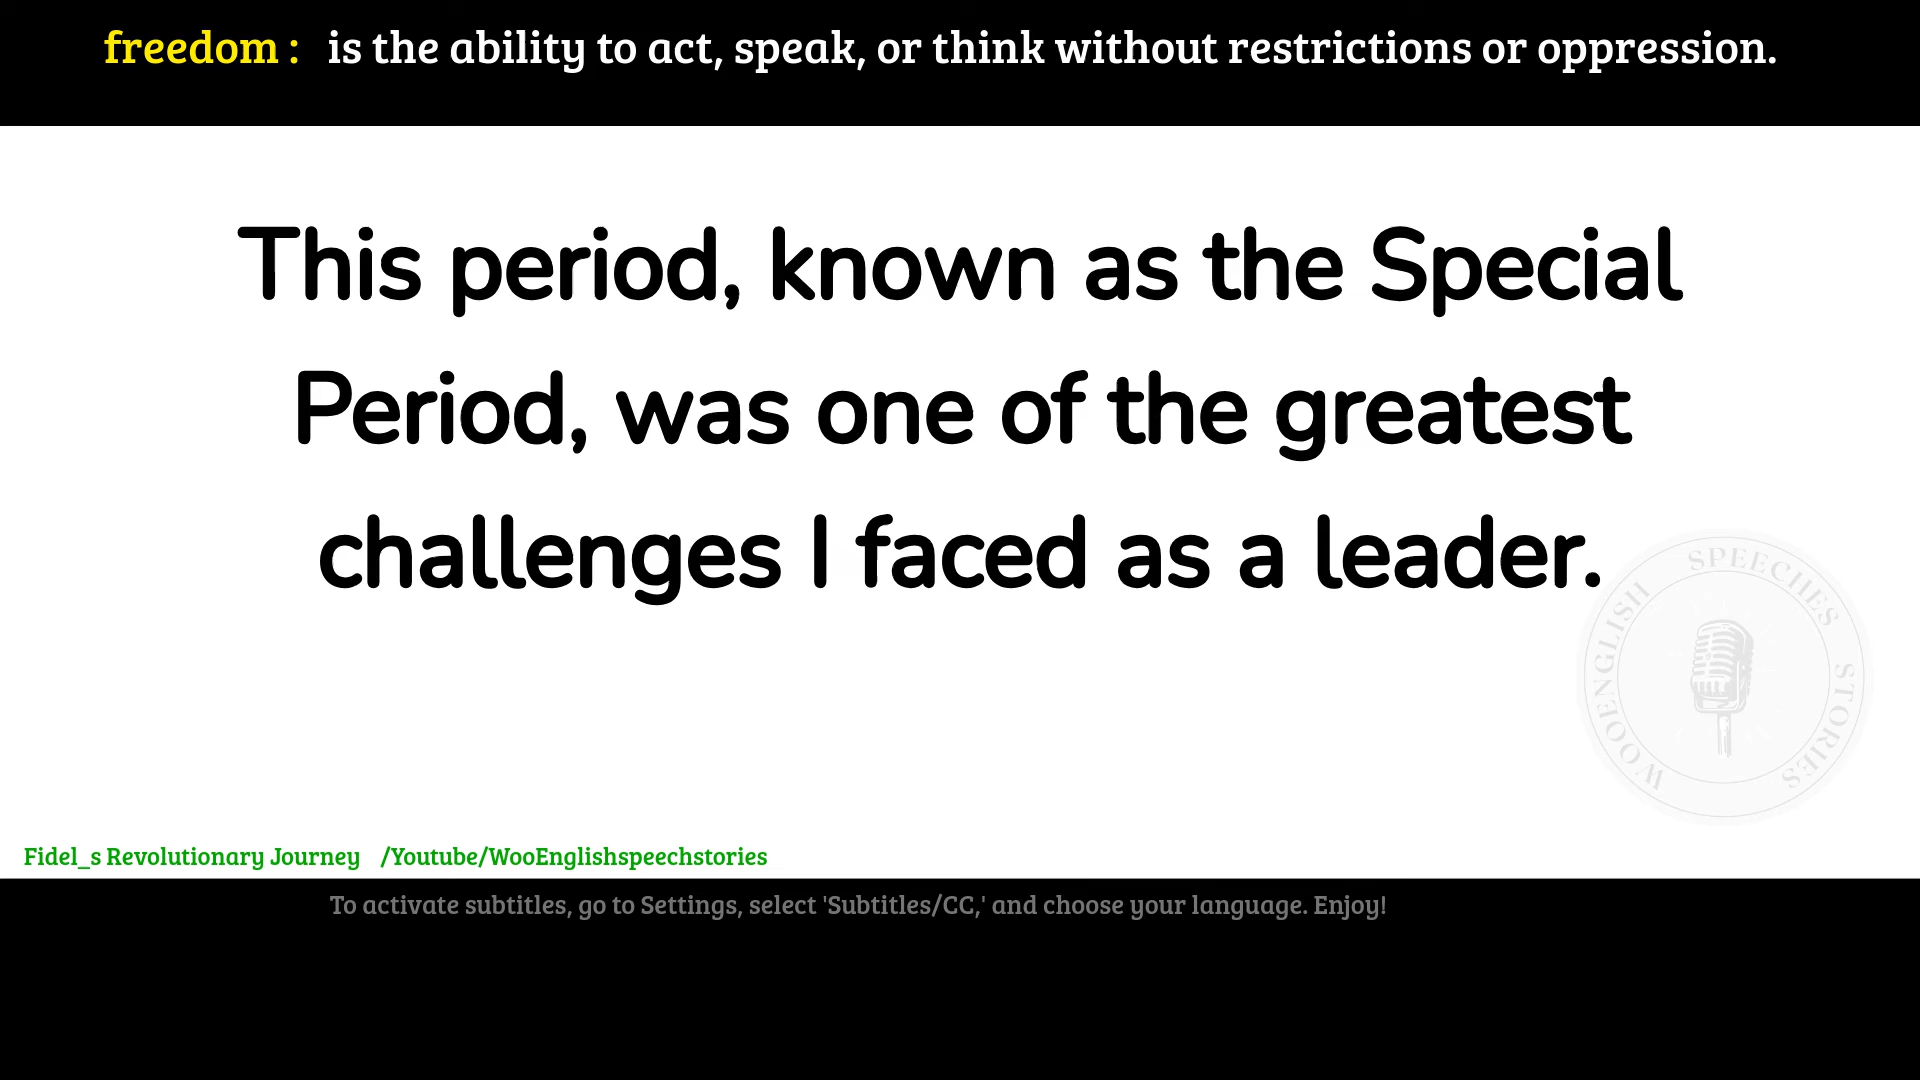 freedom : is the ability to act, speak, or think without restrictions or oppression.
This period, known as the Special
Period, was one of the greatest
challenges I faced as a leader.
WOOENGLISH SPEECHES STORIES
Fidel_s Revolutionary Journey /Youtube/WooEnglishspeechstories
To activate subtitles, go to Settings, select 'Subtitles/CC,' and choose your language. Enjoy!